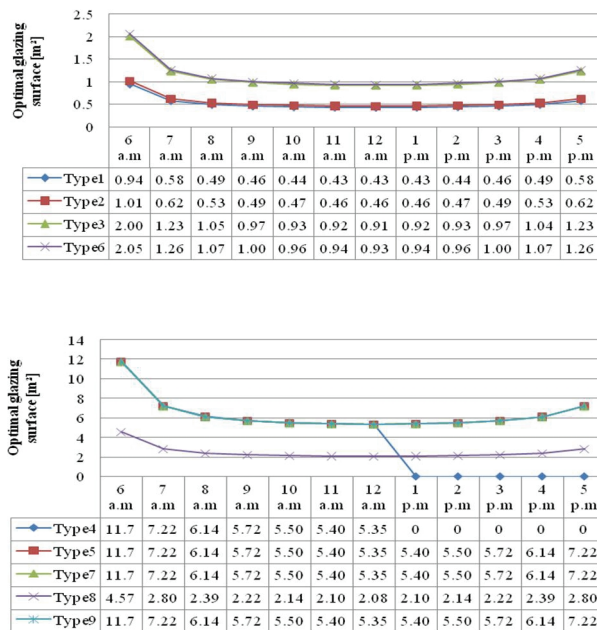 Optimal glazing
surface [m²]
2.5
2
1.5
1
0.5
0
6 7 8 9 10 11 12 1 2 3 4 5
a.m a.m a.m a.m a.m a.m a.m p.m p.m p.m p.m p.m
Type1 0.94 0.58 0.49 0.46 0.44 0.43 0.43 0.43 0.44 0.46 0.49 0.58
Type2 1.01 0.62 0.53 0.49 0.47 0.46 0.46 0.46 0.47 0.49 0.53 0.62
Type3 2.00 1.23 1.05 0.97 0.93 0.92 0.91 0.92 0.93 0.97 1.04 1.23
Type6 2.05 1.26 1.07 1.00 0.96 0.94 0.93 0.94 0.96 1.00 1.07 1.26
Optimal glazing
surface [m²]
14
12
10
8
6
4
2
0
6 7 8 9 10 11 12 1 2 3 4 5
a.m a.m a.m a.m a.m a.m a.m p.m p.m p.m p.m p.m
Type4 11.7 7.22 6.14 5.72 5.50 5.40 5.35 0 0 0 0 0
Type5 11.7 7.22 6.14 5.72 5.50 5.40 5.35 5.40 5.50 5.72 6.14 7.22
Type7 11.7 7.22 6.14 5.72 5.50 5.40 5.35 5.40 5.50 5.72 6.14 7.22
Type8 4.57 2.80 2.39 2.22 2.14 2.10 2.08 2.10 2.14 2.22 2.39 2.80
Type9 11.7 7.22 6.14 5.72 5.50 5.40 5.35 5.40 5.50 5.72 6.14 7.22